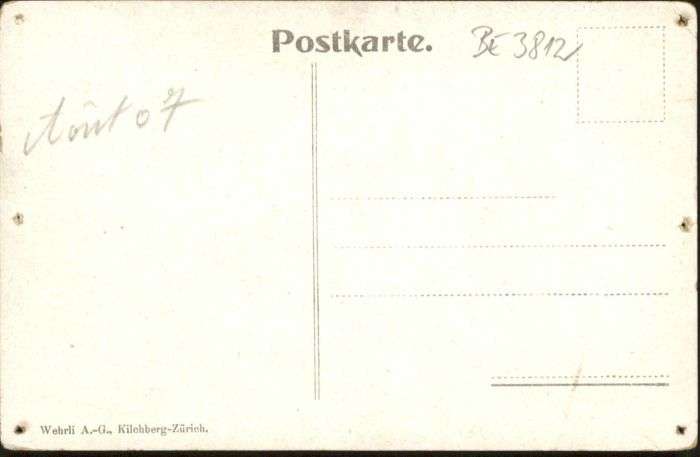 Postkarte.
BE 3812
Août 07
Wehrli A.-G., Kilchberg-Zürich.